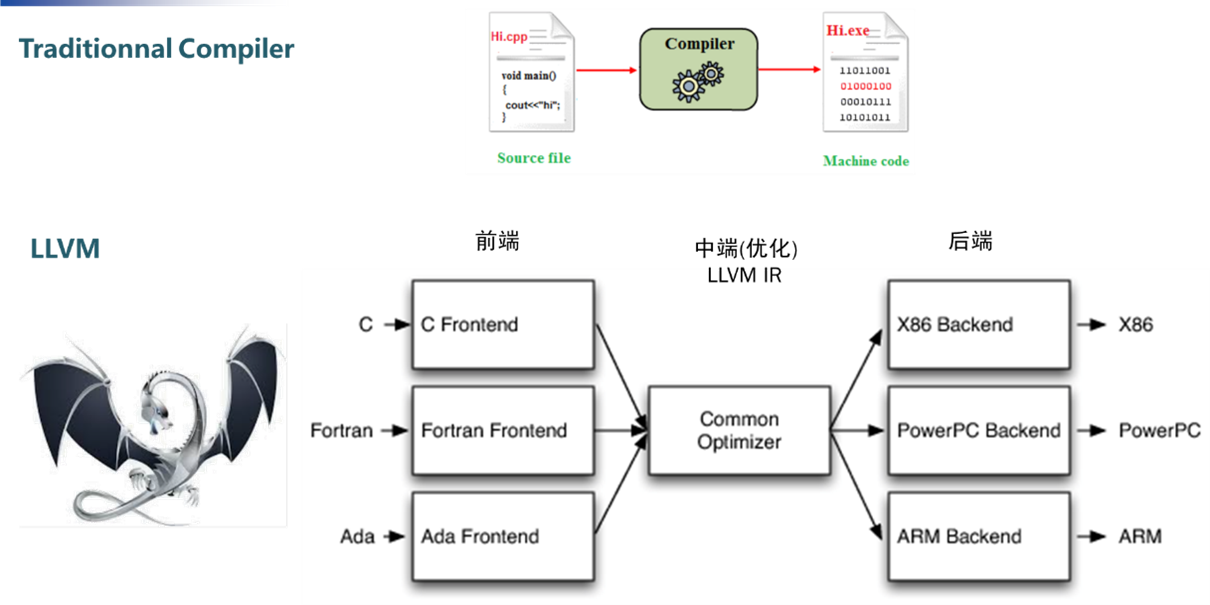 Traditionnal Compiler
Hi.cpp
void main()
{
cout<<"hi";
}
Source file
Compiler
Hi.exe
11011001
01000100
00010111
10101011
Machine code
LLVM
前端
中端(优化)
LLVM IR
后端
C
C Frontend
X86 Backend
X86
Fortran
Fortran Frontend
Common
Optimizer
PowerPC Backend
PowerPC
Ada
Ada Frontend
ARM Backend
ARM